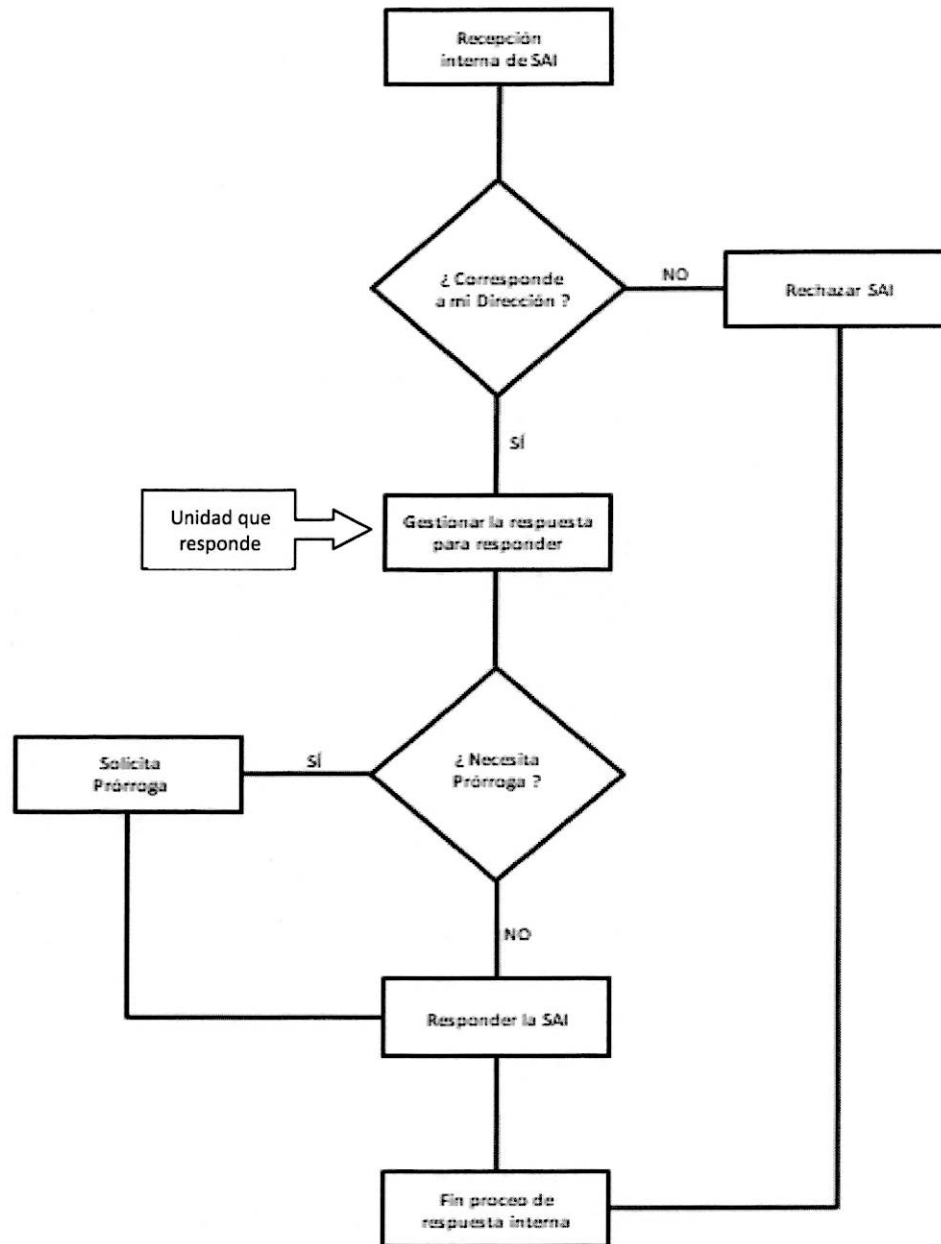 Recepción
interna de SAI
¿ Corresponde
a mi Dirección ?
NO
Rechazar SAI
SÍ
Unidad que
responde
Gestionar la respuesta
para responder
¿ Necesita
Prórroga ?
SÍ
Solicita
Prórroga
NO
Responder la SAI
Fin proceo de
respuesta interna